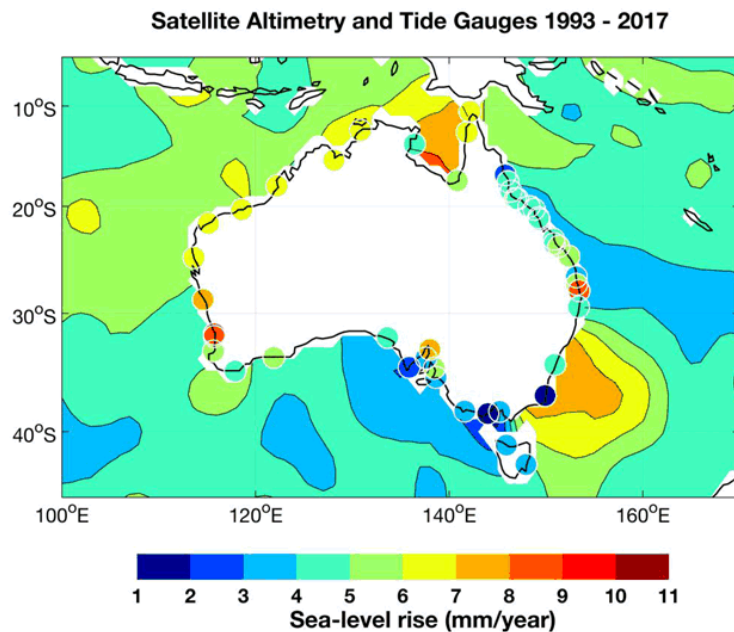 Satellite Altimetry and Tide Gauges 1993 - 2017
10°S
20°S
30°S
40°S
100°E 120°E 140°E 160°E
1 2 3 4 5 6 7 8 9 10 11
Sea-level rise (mm/year)